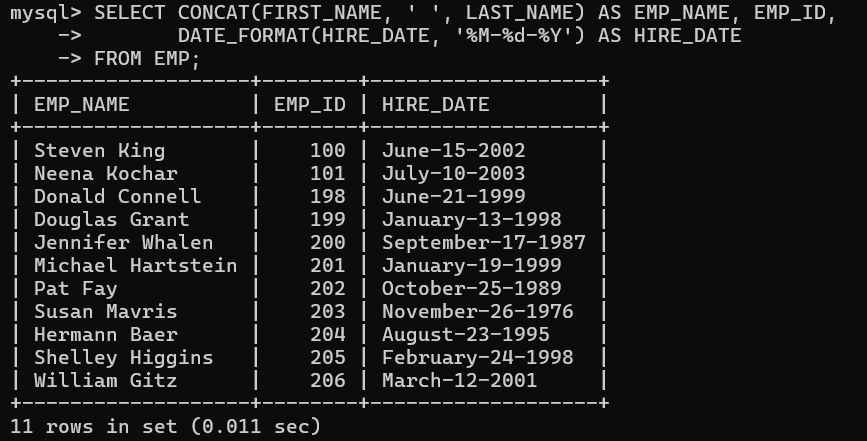 mysql> SELECT CONCAT(FIRST_NAME, ' ', LAST_NAME) AS EMP_NAME, EMP_ID,
    ->        DATE_FORMAT(HIRE_DATE, '%M-%d-%Y') AS HIRE_DATE
    -> FROM EMP;
+-------------------+--------+-------------------+
| EMP_NAME          | EMP_ID | HIRE_DATE         |
+-------------------+--------+-------------------+
| Steven King       |    100 | June-15-2002      |
| Neena Kochar      |    101 | July-10-2003      |
| Donald Connell    |    198 | June-21-1999      |
| Douglas Grant     |    199 | January-13-1998   |
| Jennifer Whalen   |    200 | September-17-1987 |
| Michael Hartstein |    201 | January-19-1999   |
| Pat Fay           |    202 | October-25-1989   |
| Susan Mavris      |    203 | November-26-1976  |
| Hermann Baer      |    204 | August-23-1995    |
| Shelley Higgins   |    205 | February-24-1998  |
| William Gitz      |    206 | March-12-2001     |
+-------------------+--------+-------------------+
11 rows in set (0.011 sec)